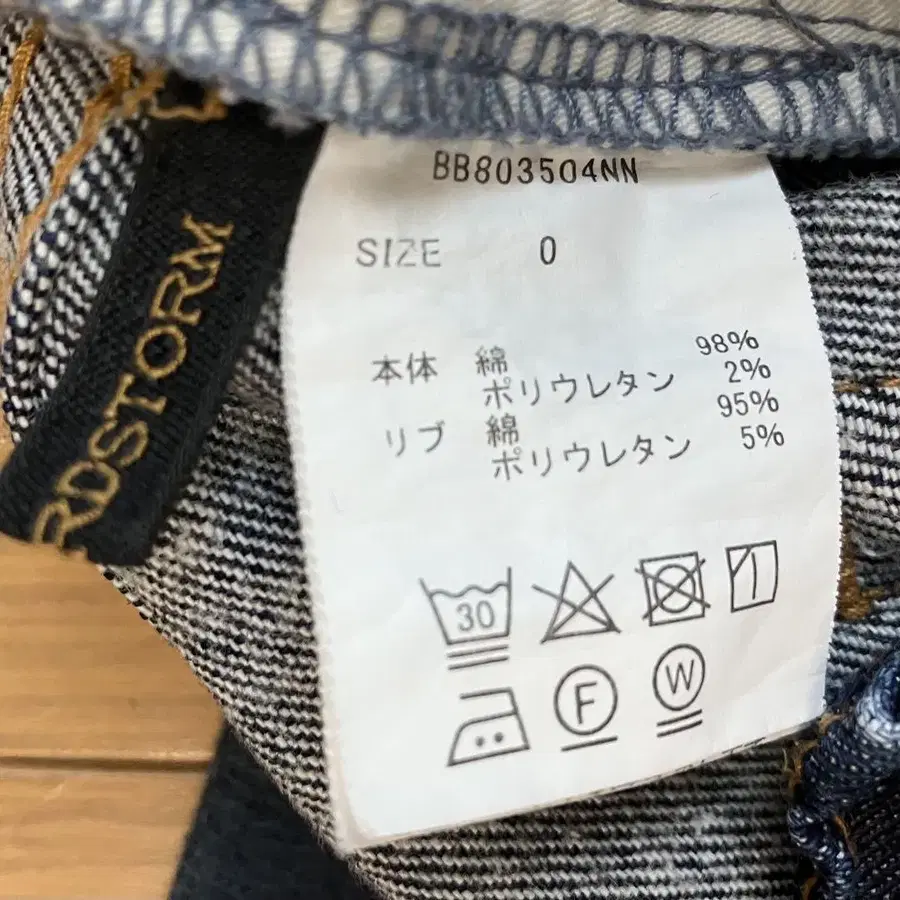 BB803504NN
SIZE 0
本体 綿 98%
ポリウレタン 2%
リブ 綿 95%
ポリウレタン 5%
30
F W
RDSTORM